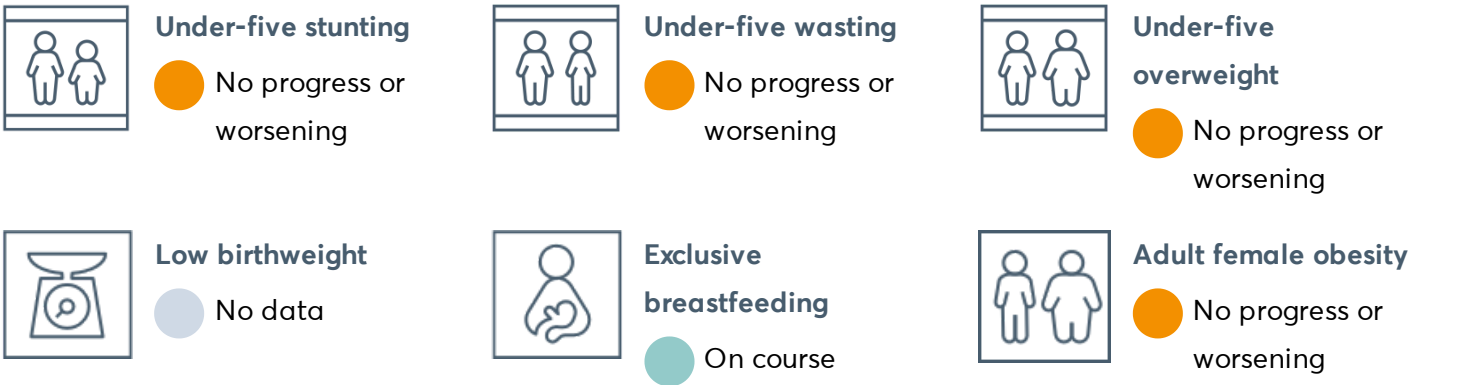 Under-five stunting
No progress or
worsening
Under-five wasting
No progress or
worsening
Under-five
overweight
No progress or
worsening
Low birthweight
No data
Exclusive
breastfeeding
On course
Adult female obesity
No progress or
worsening